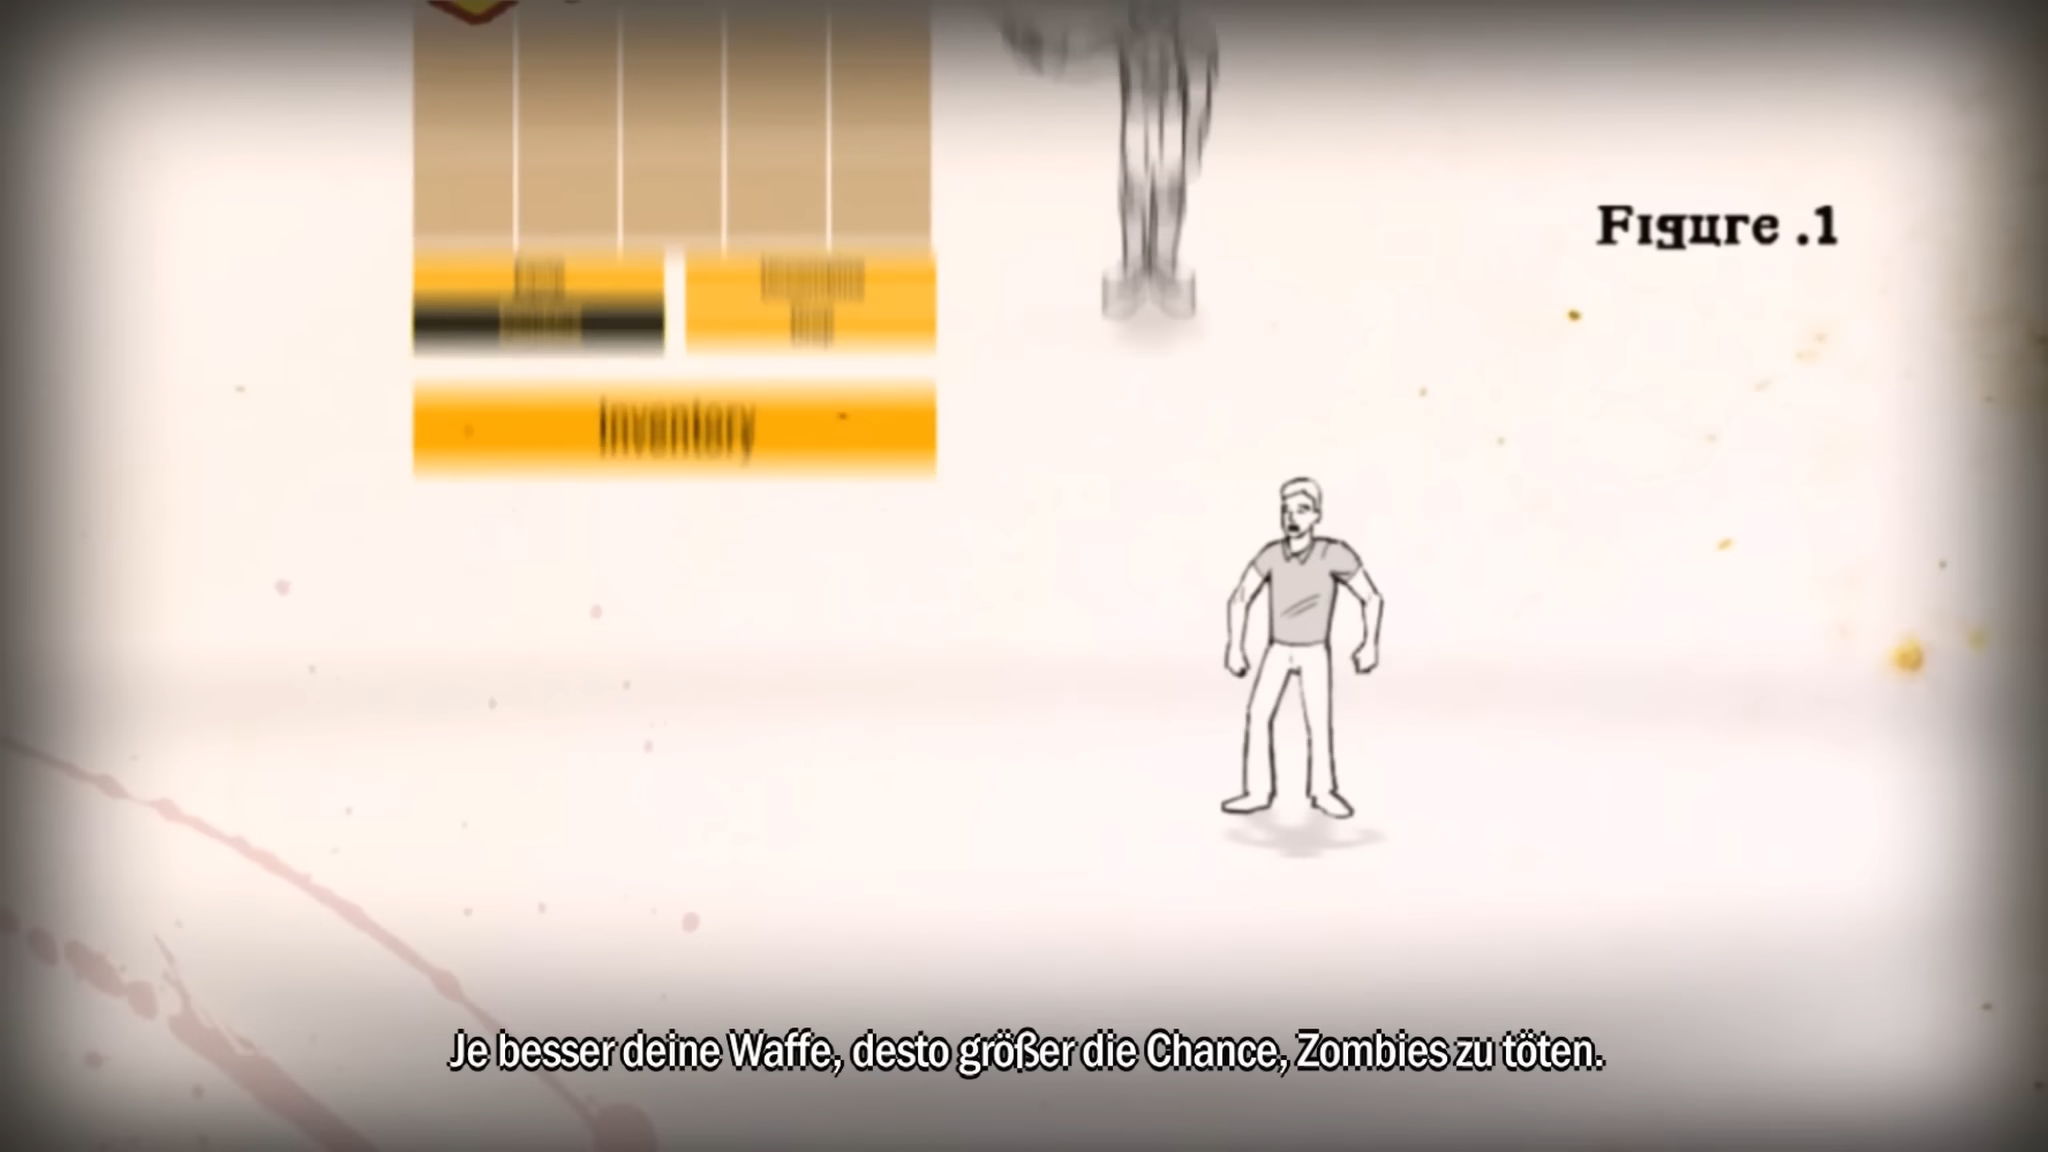 Figure .1
Inventory
Je besser deine Waffe, desto größer die Chance, Zombies zu töten.